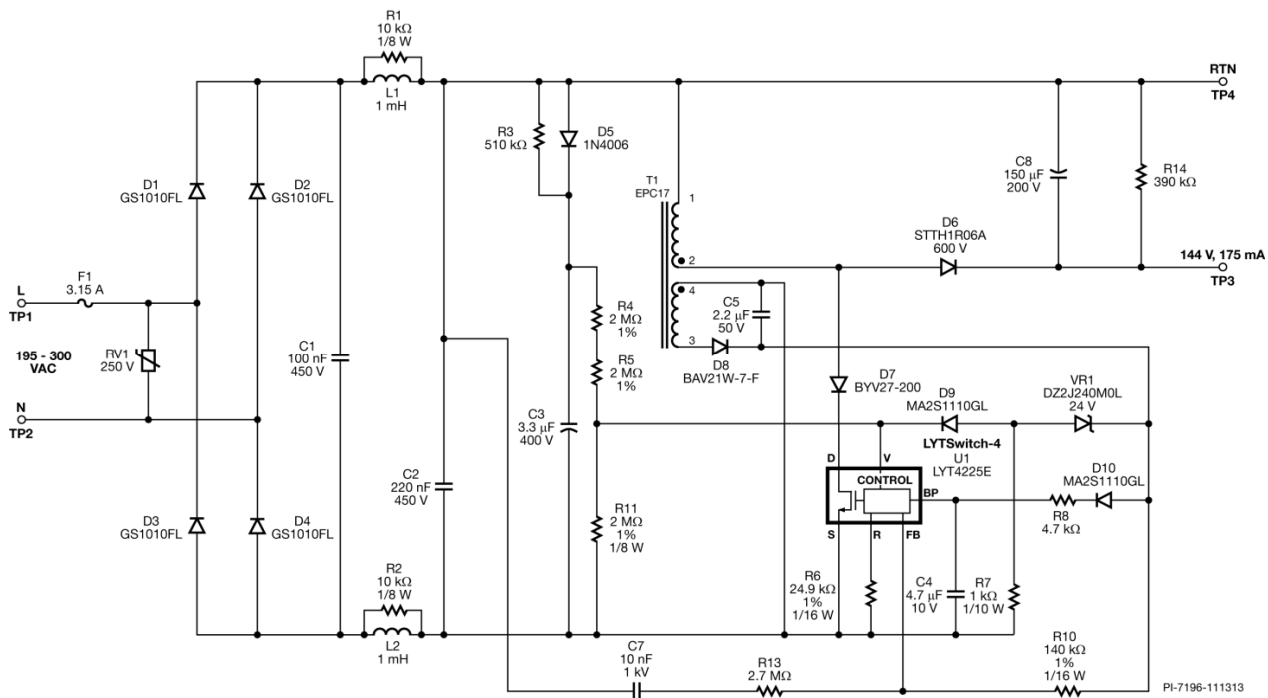 R1
10 kΩ
1/8 W
L1
1 mH
RTN
TP4
R3
510 kΩ
D5
1N4006
C8
150 µF
200 V
R14
390 kΩ
D1
GS1010FL
D2
GS1010FL
T1
EPC17
1
2
D6
STTH1R06A
600 V
144 V, 175 mA
TP3
F1
3.15 A
L
TP1
4
C5
2.2 µF
50 V
3
D8
BAV21W-7-F
R4
2 MΩ
1%
195 - 300
VAC
RV1
250 V
C1
100 nF
450 V
R5
2 MΩ
1%
D7
BYV27-200
D9
MA2S1110GL
VR1
DZ2J240M0L
24 V
N
TP2
C3
3.3 µF
400 V
LYTSwitch-4
U1
LYT4225E
D
V
CONTROL
BP
S
R
FB
D10
MA2S1110GL
R8
4.7 kΩ
C2
220 nF
450 V
D3
GS1010FL
D4
GS1010FL
R11
2 MΩ
1%
1/8 W
R6
24.9 kΩ
1%
1/16 W
C4
4.7 µF
10 V
R7
1 kΩ
1/10 W
R2
10 kΩ
1/8 W
L2
1 mH
C7
10 nF
1 kV
R13
2.7 MΩ
R10
140 kΩ
1%
1/16 W
PI-7196-111313